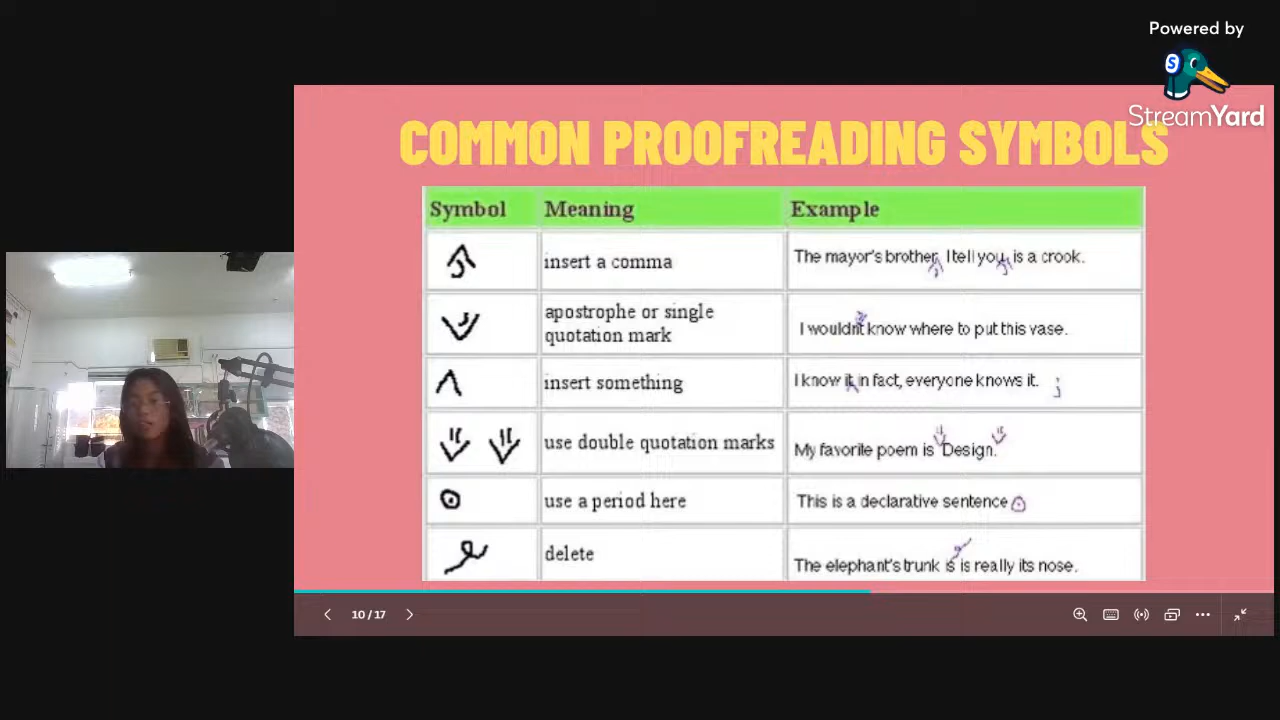 Powered by
S
StreamYard
COMMON PROOFREADING SYMBOLS
Symbol Meaning Example
insert a comma The mayor's brother, I tell you, is a crook.
apostrophe or single
quotation mark
I wouldn't know where to put this vase.
insert something I know it in fact, everyone knows it. ;
use double quotation marks My favorite poem is "Design."
use a period here This is a declarative sentence
delete The elephant's trunk is is really its nose.
10 / 17